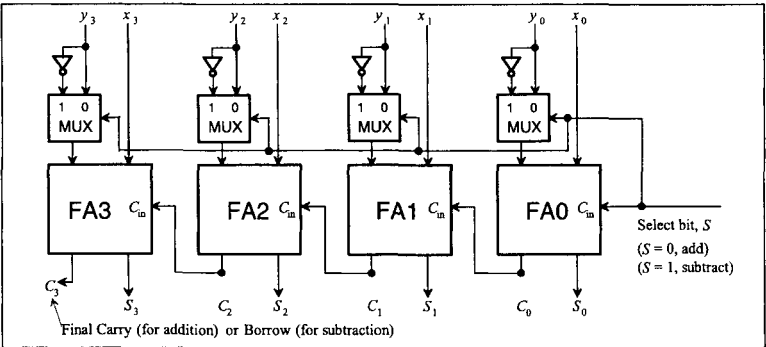 y3 x3 y2 x2 y1 x1 y0 x0
1 0 1 0 1 0 1 0
MUX MUX MUX MUX
FA3 Cin FA2 Cin FA1 Cin FA0 Cin
Select bit, S
(S = 0, add)
(S = 1, subtract)
C3 S3 C2 S2 C1 S1 C0 S0
Final Carry (for addition) or Borrow (for subtraction)